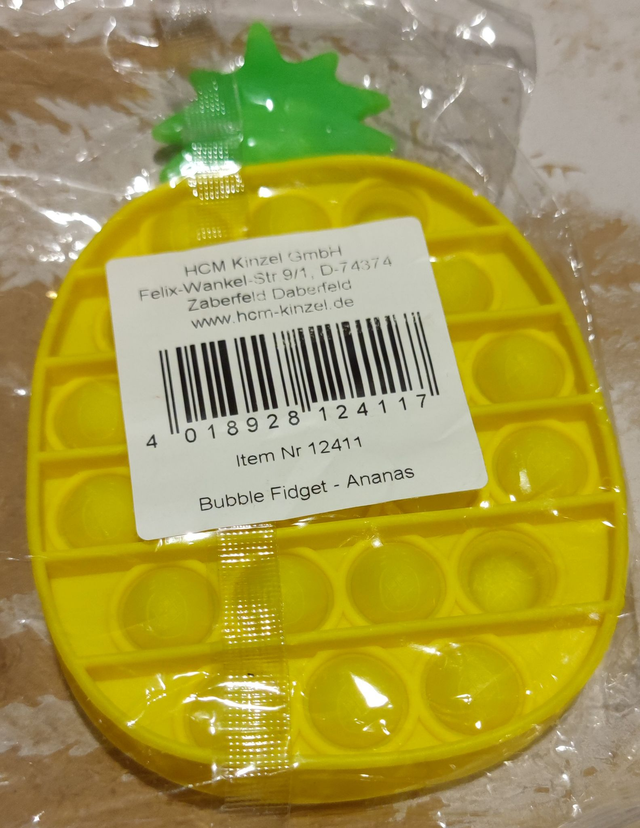 HCM Kinzel GmbH
Felix-Wankel-Str 9/1, D-74374
Zaberfeld Daberfeld
www.hcm-kinzel.de
4 018928 124117
Item Nr 12411
Bubble Fidget - Ananas